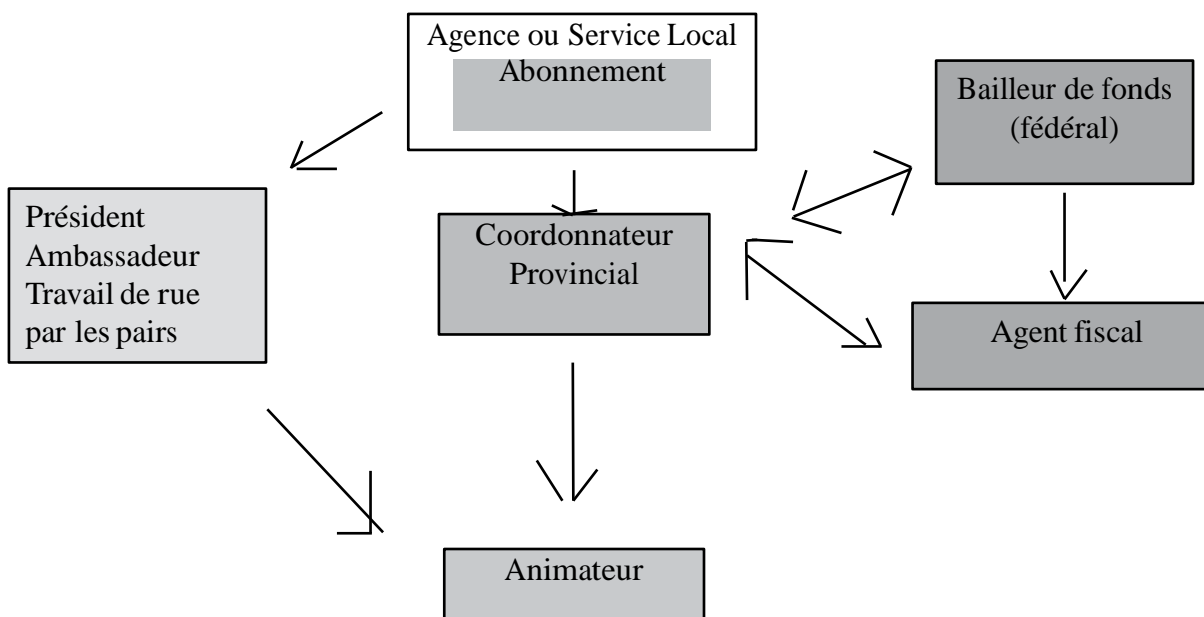 Agence ou Service Local
Abonnement
Bailleur de fonds
(fédéral)
Président
Ambassadeur
Travail de rue
par les pairs
Coordonnateur
Provincial
Agent fiscal
Animateur